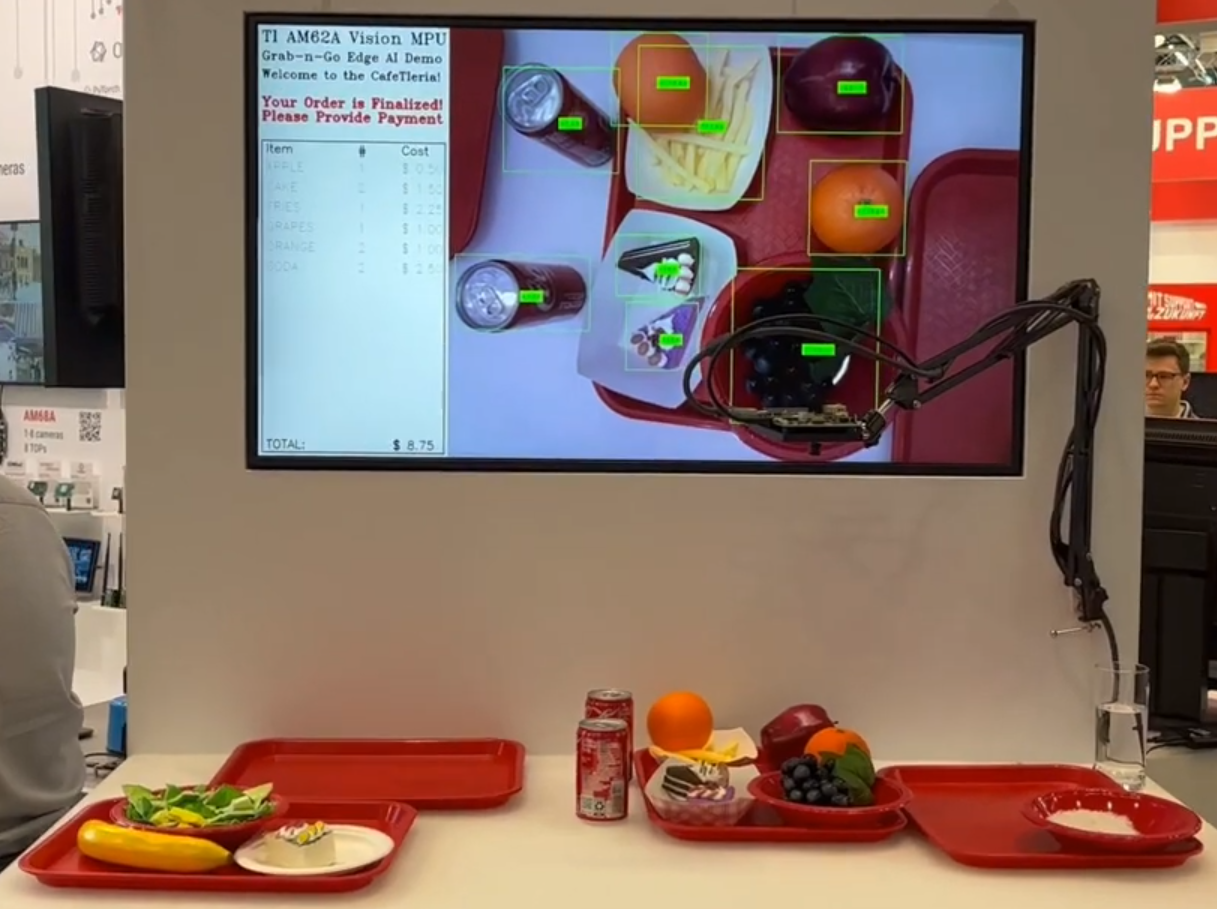 TI AM62A Vision MPU
Grab-n-Go Edge AI Demo
Welcome to the CafeTIeria!
Your Order is Finalized!
Please Provide Payment
Item # Cost
APPLE 1 $ 0.50
CAKE 2 $ 1.50
FRIES 1 $ 2.25
GRAPES 1 $ 1.00
ORANGE 2 $ 1.00
SODA 2 $ 2.50
TOTAL: $ 8.75
meras
AM68A
1-8 cameras
8 TOPs
UPP
ZUKUNFT